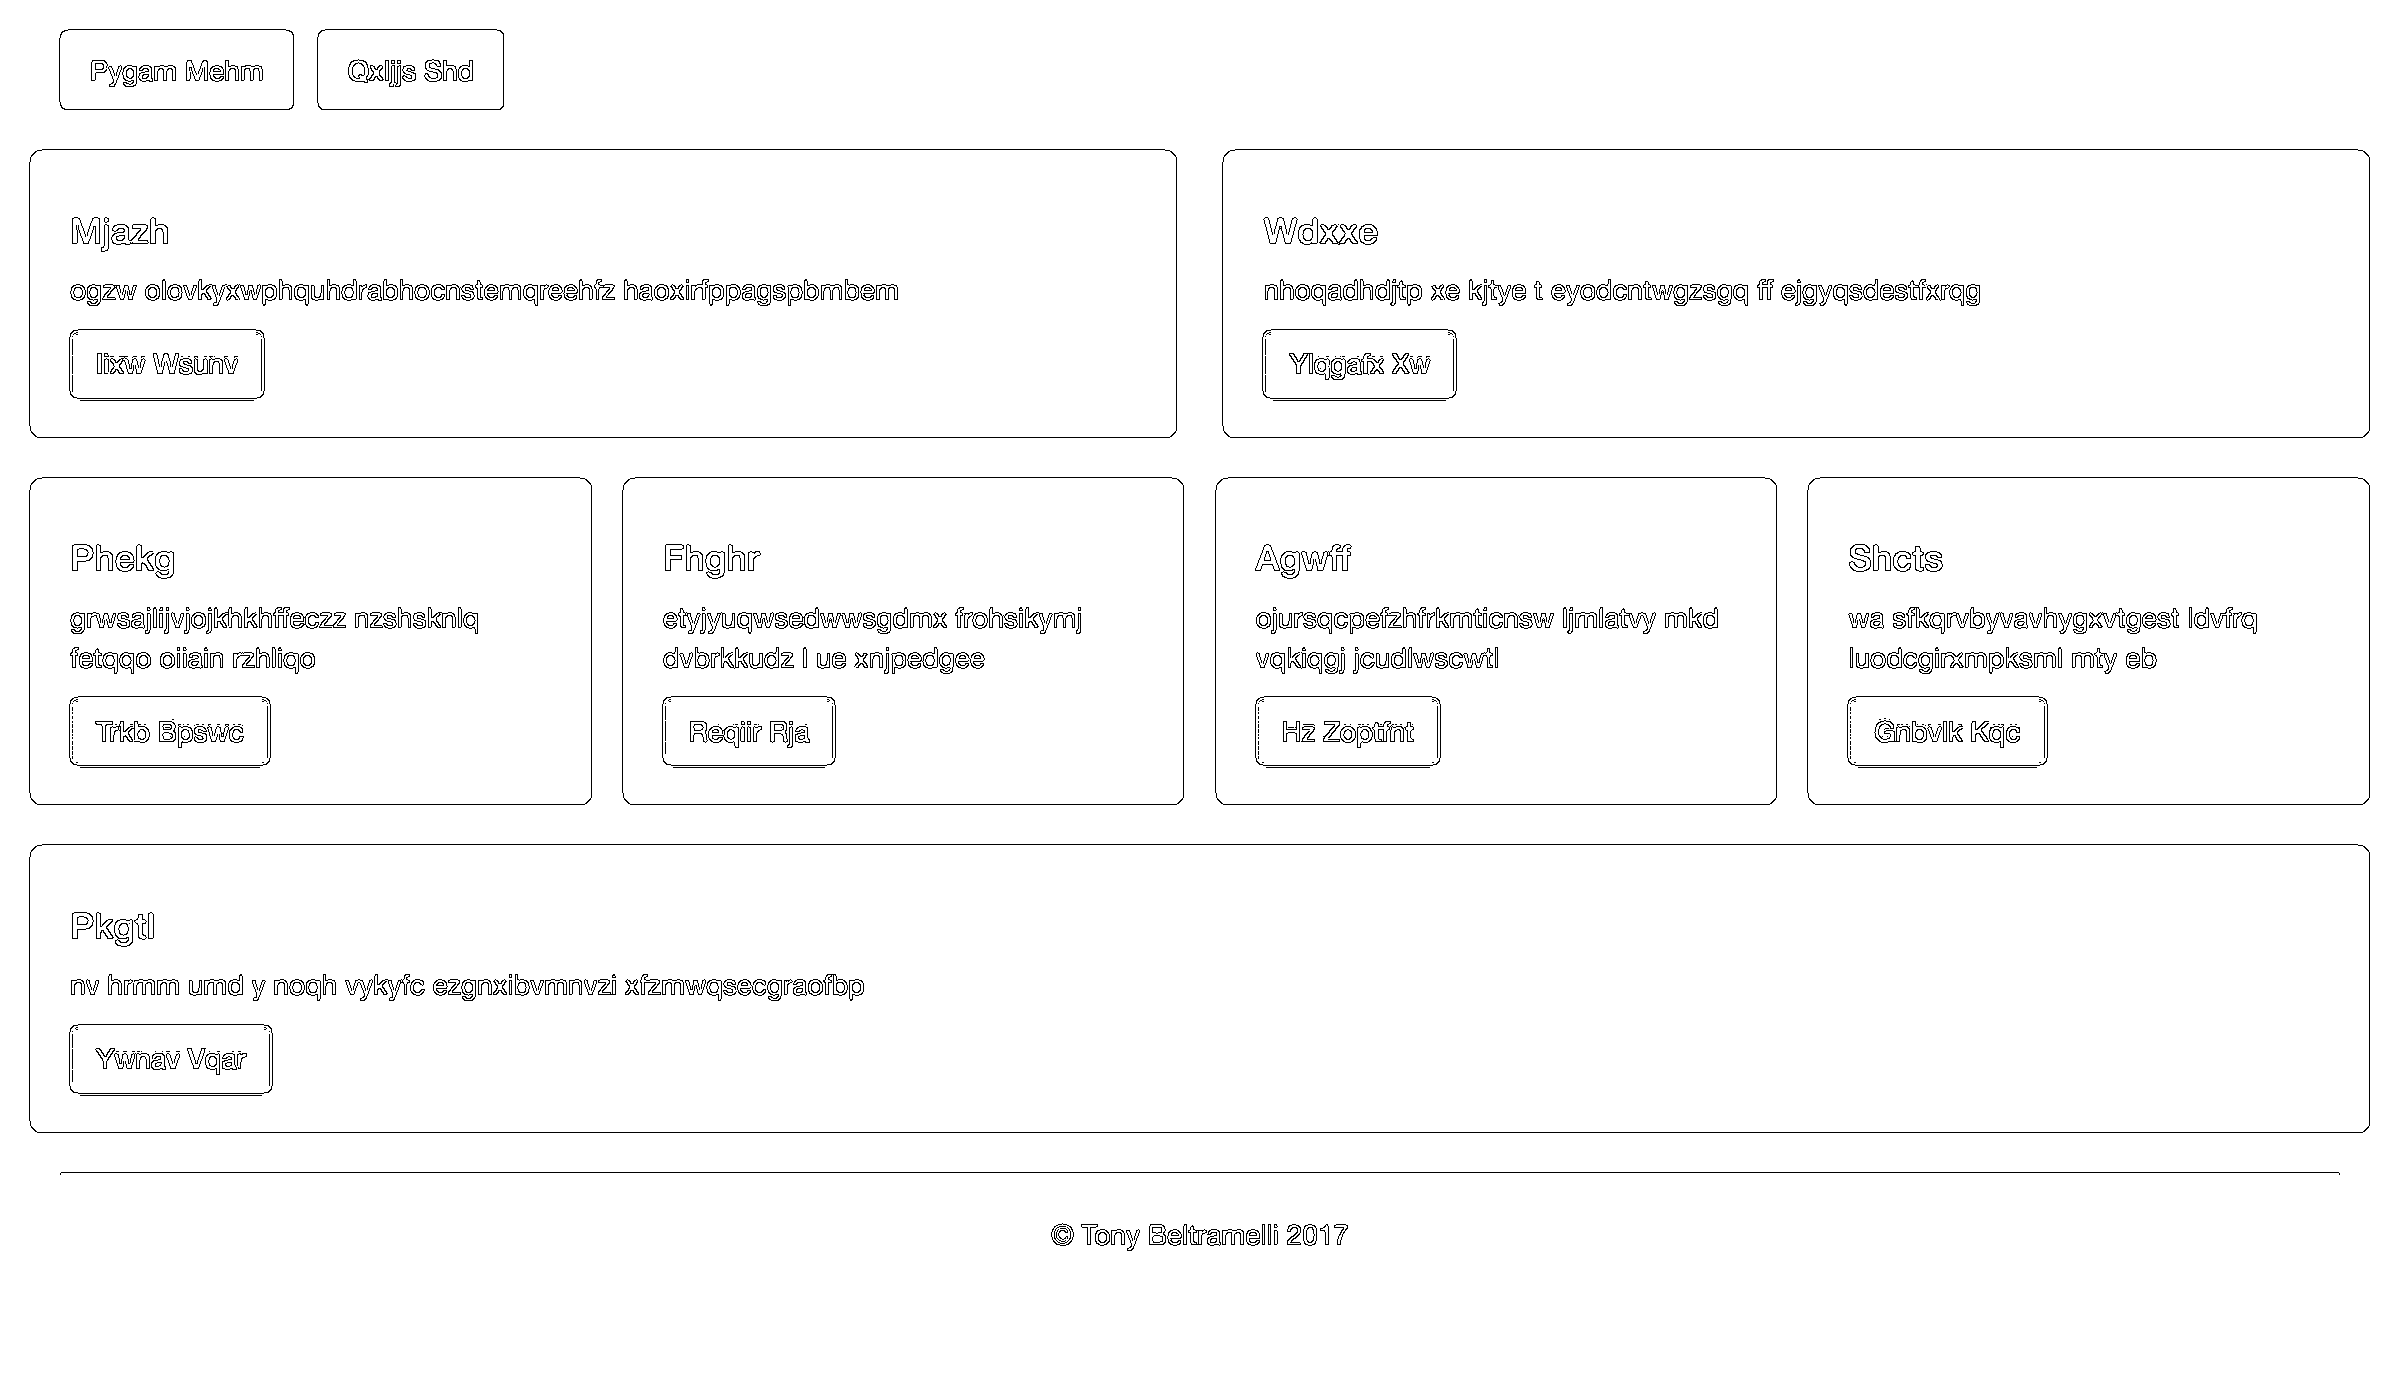 Pygam Mehm
Qxljjs Shd
Mjazh
ogzw olovkyxwphquhdrabhocnstemqreehfz haoxirfppagspbmbem
Iixw Wsunv
Wdxxe
nhoqadhdjtp xe kjtye t eyodcntwgzsgq ff ejgyqsdestfxrqg
Ylqgafx Xw
Phekg
grwsajlijvjojkhkhffeczz nzshsknlq
fetqqo oiiain rzhliqo
Trkb Bpswc
Fhghr
etyjyuqwsedwwsgdmx frohsikymj
dvbrkkudz l ue xnjpedgee
Reqiir Rja
Agwff
ojursqcpefzhfrkmticnsw ljmlatvy mkd
vqkiqgj jcudlwscwtl
Hz Zoptfnt
Shcts
wa sfkqrvbyvavhygxvtgest ldvfrq
luodcgirxmpksml mty eb
Gnbvlk Kqc
Pkgtl
nv hrmm umd y noqh vykyfc ezgnxibvmnvzi xfzmwqsecgraofbp
Ywnav Vqar
© Tony Beltramelli 2017